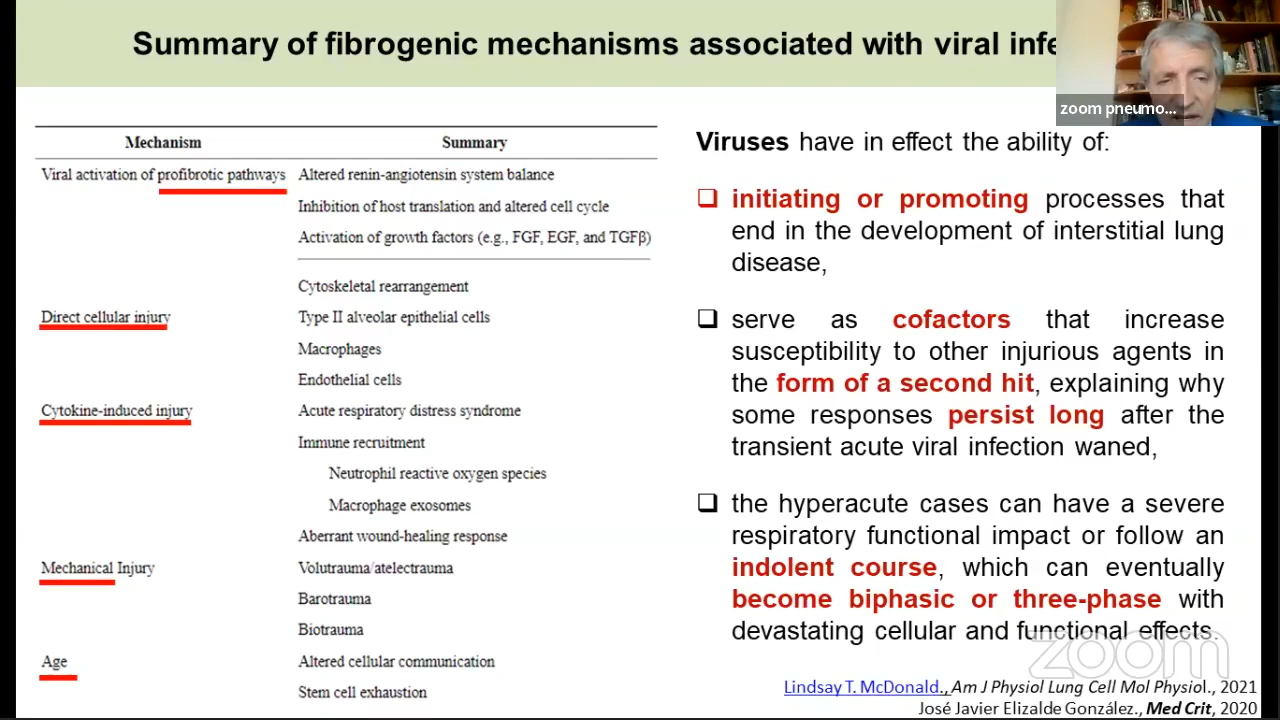 Summary of fibrogenic mechanisms associated with viral infe
zoom pneumo...
Mechanism Summary
Viral activation of profibrotic pathways Altered renin-angiotensin system balance
Inhibition of host translation and altered cell cycle
Activation of growth factors (e.g., FGF, EGF, and TGFβ)
Cytoskeletal rearrangement
Direct cellular injury Type II alveolar epithelial cells
Macrophages
Endothelial cells
Cytokine-induced injury Acute respiratory distress syndrome
Immune recruitment
Neutrophil reactive oxygen species
Macrophage exosomes
Aberrant wound-healing response
Mechanical Injury Volutrauma/atelectrauma
Barotrauma
Biotrauma
Age Altered cellular communication
Stem cell exhaustion
Viruses have in effect the ability of:
initiating or promoting processes that
end in the development of interstitial lung
disease,
serve as cofactors that increase
susceptibility to other injurious agents in
the form of a second hit, explaining why
some responses persist long after the
transient acute viral infection waned,
the hyperacute cases can have a severe
respiratory functional impact or follow an
indolent course, which can eventually
become biphasic or three-phase with
devastating cellular and functional effects.
zoom
Lindsay T. McDonald., Am J Physiol Lung Cell Mol Physiol., 2021
José Javier Elizalde González., Med Crit, 2020